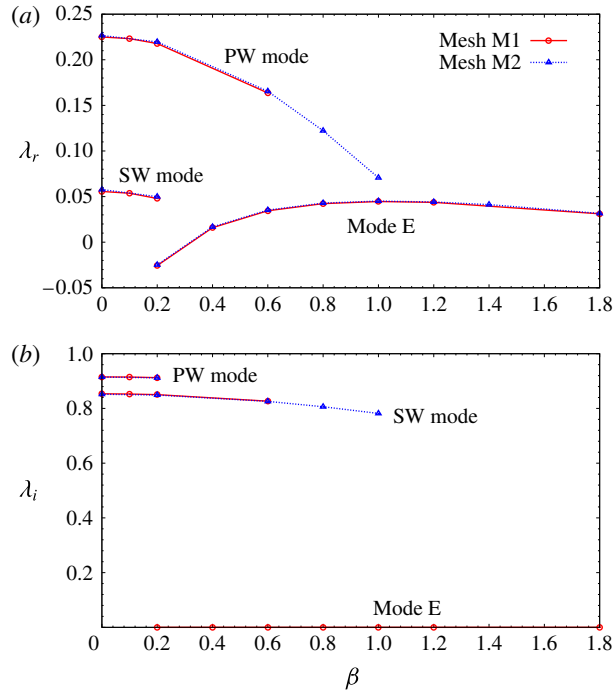 (a)
0.25
0.20
0.15
0.10
0.05
0
−0.05
λr
PW mode
Mesh M1
Mesh M2
SW mode
Mode E
0 0.2 0.4 0.6 0.8 1.0 1.2 1.4 1.6 1.8
(b)
1.0
0.8
0.6
0.4
0.2
λi
PW mode
SW mode
Mode E
0 0.2 0.4 0.6 0.8 1.0 1.2 1.4 1.6 1.8
β